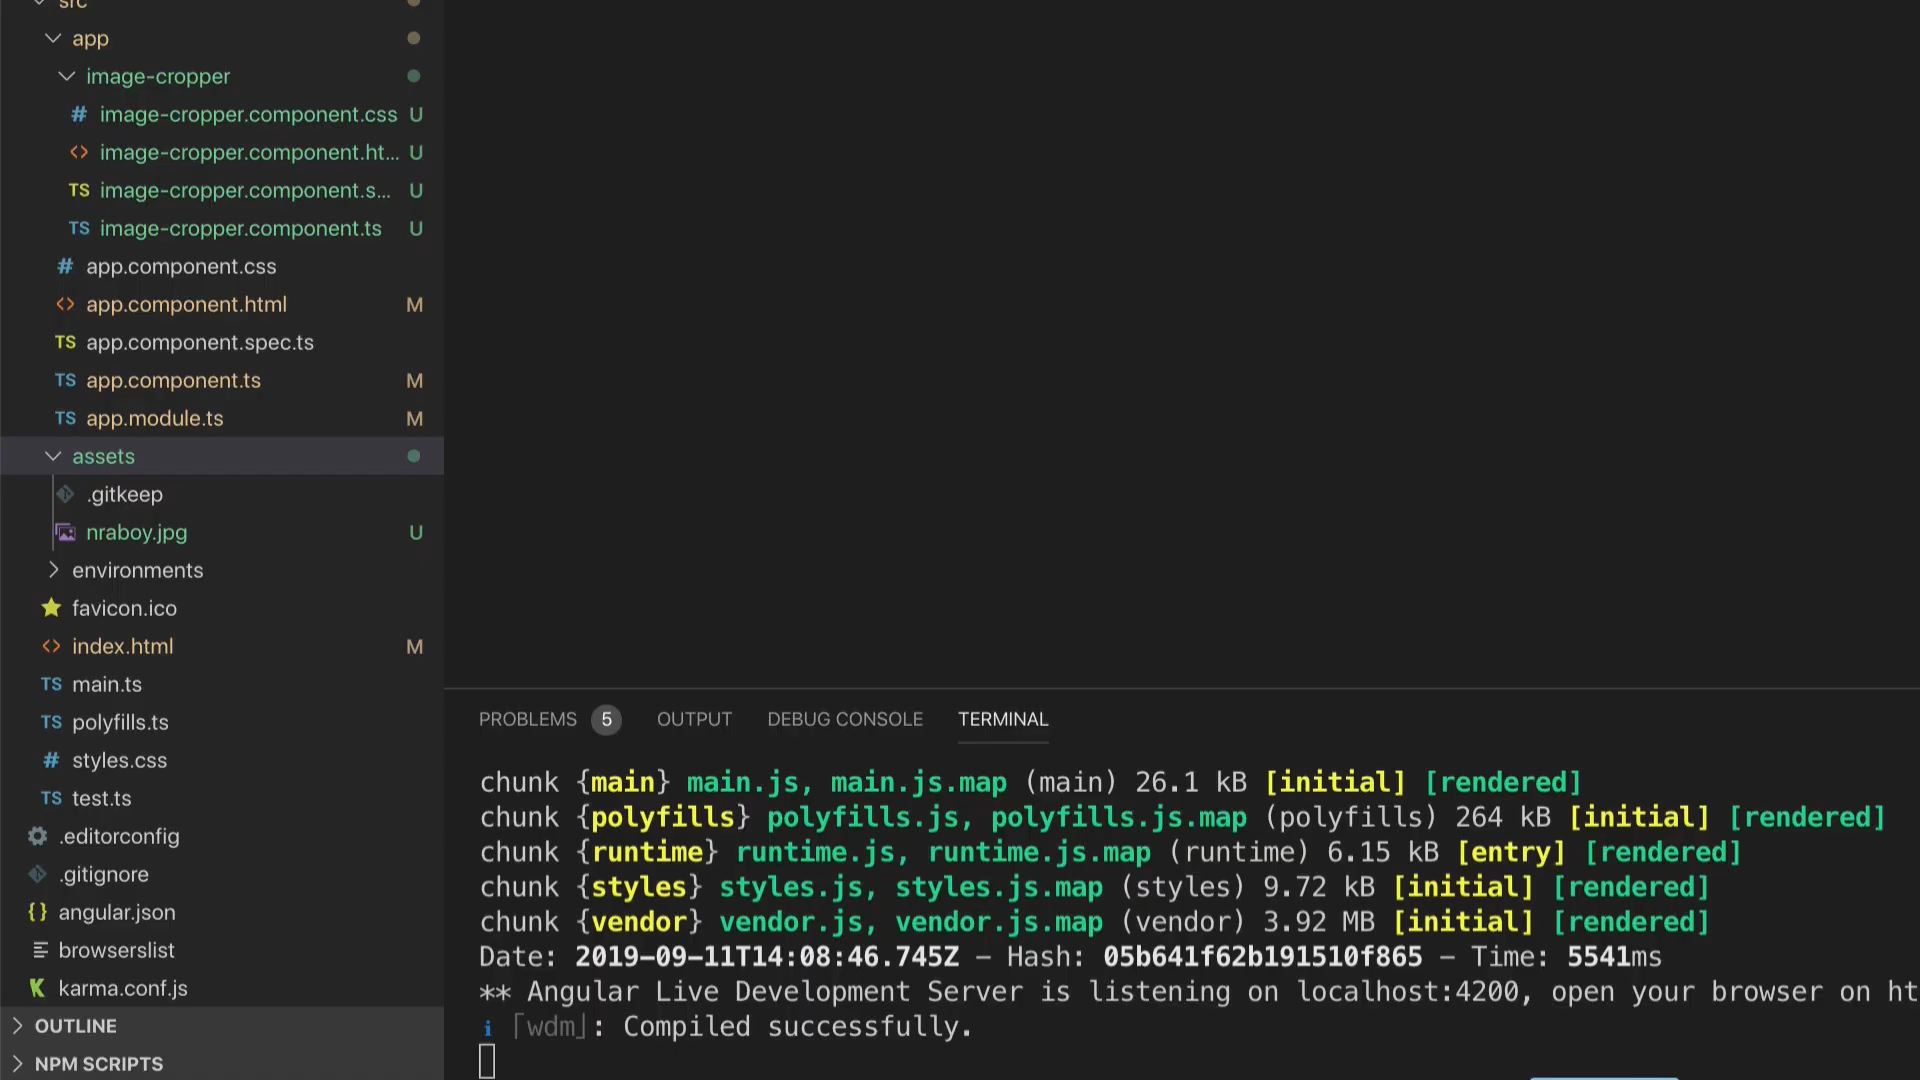 src
app
image-cropper
# image-cropper.component.css U
<> image-cropper.component.ht... U
TS image-cropper.component.s... U
TS image-cropper.component.ts U
# app.component.css
<> app.component.html M
TS app.component.spec.ts
TS app.component.ts M
TS app.module.ts M
assets
.gitkeep
nraboy.jpg U
environments
favicon.ico
<> index.html M
TS main.ts
TS polyfills.ts
# styles.css
TS test.ts
.editorconfig
.gitignore
{} angular.json
browserslist
K karma.conf.js
OUTLINE
NPM SCRIPTS
PROBLEMS 5 OUTPUT DEBUG CONSOLE TERMINAL
chunk {main} main.js, main.js.map (main) 26.1 kB [initial] [rendered]
chunk {polyfills} polyfills.js, polyfills.js.map (polyfills) 264 kB [initial] [rendered]
chunk {runtime} runtime.js, runtime.js.map (runtime) 6.15 kB [entry] [rendered]
chunk {styles} styles.js, styles.js.map (styles) 9.72 kB [initial] [rendered]
chunk {vendor} vendor.js, vendor.js.map (vendor) 3.92 MB [initial] [rendered]
Date: 2019-09-11T14:08:46.745Z - Hash: 05b641f62b191510f865 - Time: 5541ms
** Angular Live Development Server is listening on localhost:4200, open your browser on ht
i ｢wdm｣: Compiled successfully.